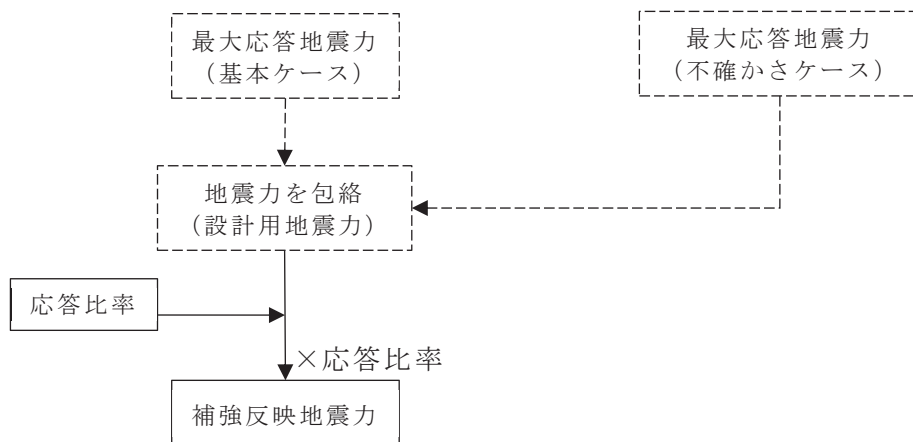 最大応答地震力
（基本ケース）
最大応答地震力
（不確かさケース）
地震力を包絡
（設計用地震力）
応答比率
×応答比率
補強反映地震力